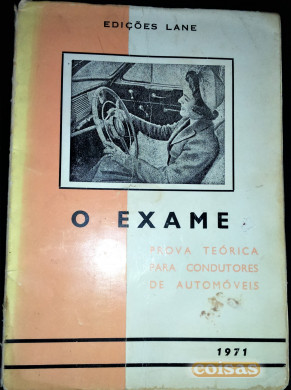 EDIÇÕES LANE
O EXAME
PROVA TEÓRICA
PARA CONDUTORES
DE AUTOMÓVEIS
1971
coisas